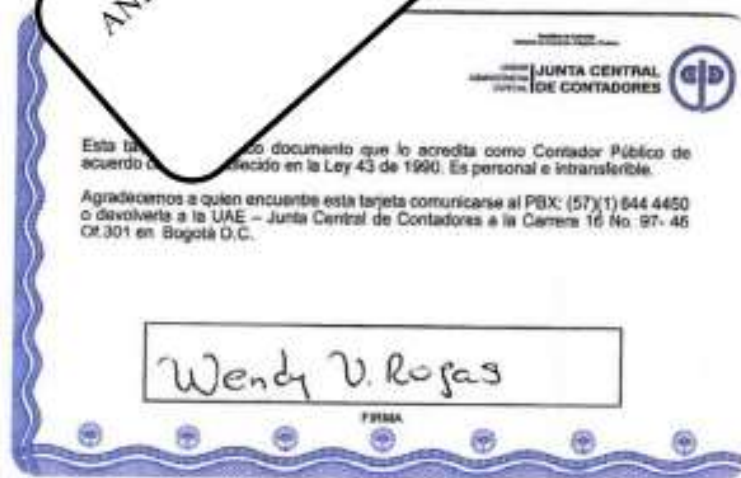 AN
JUNTA CENTRAL
DE CONTADORES
Esta documento que lo acredita como Contador Público de
acuerdo en la Ley 43 de 1990. Es personal e intransferible.
Agradecemos a quien encuentre esta tarjeta comunicarse al PBX: (57)(1) 644 4450
o devolverla a la UAE – Junta Central de Contadores a la Carrera 16 No. 97- 46
Of.301 en Bogotá D.C.
Wendy V. Rojas
FIRMA